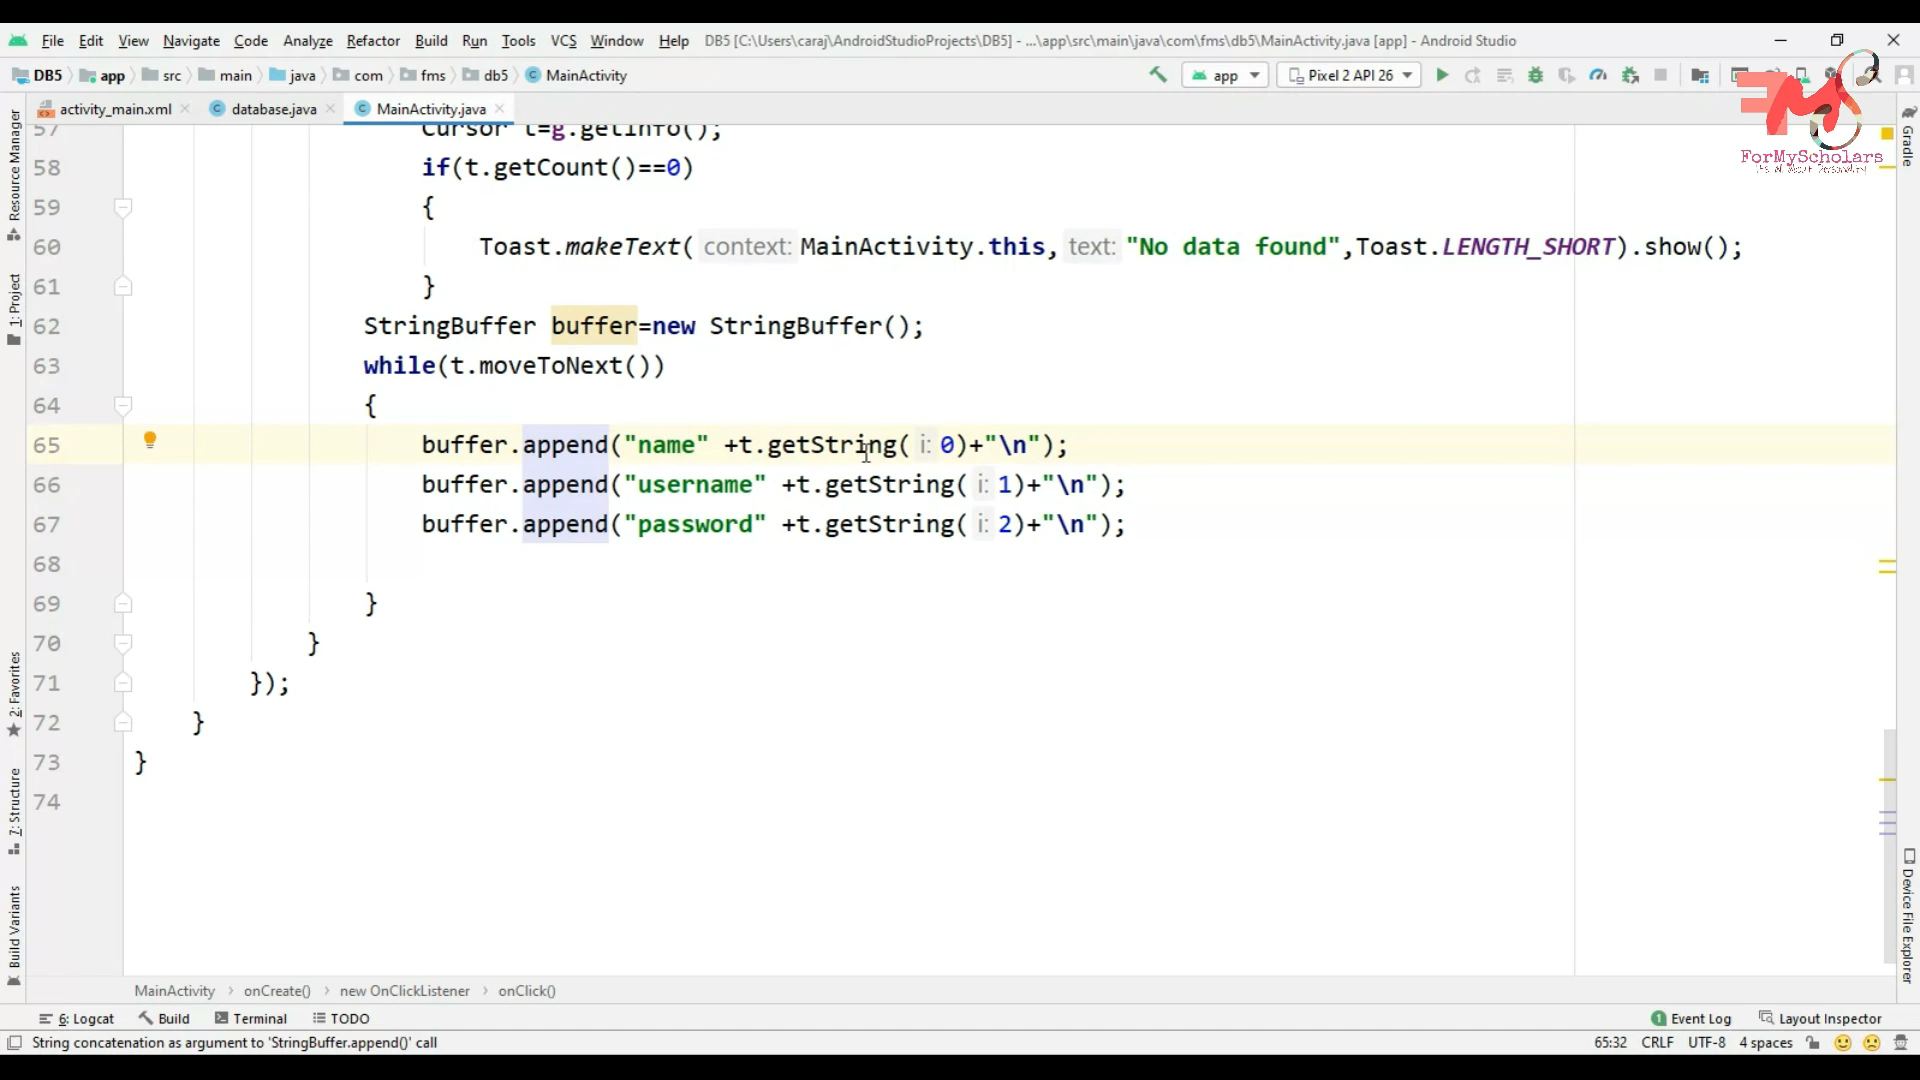 File Edit View Navigate Code Analyze Refactor Build Run Tools VCS Window Help DB5 [C:\Users\caraj\AndroidStudioProjects\DB5] - ...\app\src\main\java\com\fms\db5\MainActivity.java [app] - Android Studio
DB5 app src main java com fms db5 MainActivity app Pixel 2 API 26
activity_main.xml database.java MainActivity.java
ForMyScholars
57 Cursor t=g.getInfo();
58 if(t.getCount()==0)
59 {
60 Toast.makeText( context: MainActivity.this, text: "No data found",Toast.LENGTH_SHORT).show();
61 }
62 StringBuffer buffer=new StringBuffer();
63 while(t.moveToNext())
64 {
65 buffer.append("name" +t.getString( i: 0)+"\n");
66 buffer.append("username" +t.getString( i: 1)+"\n");
67 buffer.append("password" +t.getString( i: 2)+"\n");
68
69 }
70 }
71 });
72 }
73 }
74
Resource Manager
1: Project
2: Favorites
7: Structure
Build Variants
Gradle
Device File Explorer
MainActivity › onCreate() › new OnClickListener › onClick()
6: Logcat Build Terminal TODO 1 Event Log Layout Inspector
String concatenation as argument to 'StringBuffer.append()' call 65:32 CRLF UTF-8 4 spaces